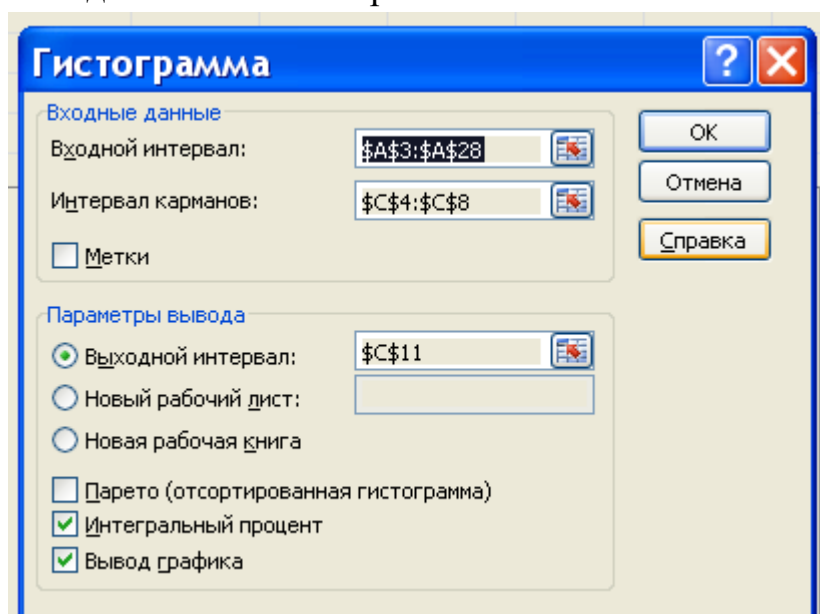 Гистограмма
Входные данные
Входной интервал: $A$3:$A$28
Интервал карманов: $C$4:$C$8
Метки
ОК
Отмена
Справка
Параметры вывода
Выходной интервал: $C$11
Новый рабочий лист:
Новая рабочая книга
Парето (отсортированная гистограмма)
Интегральный процент
Вывод графика